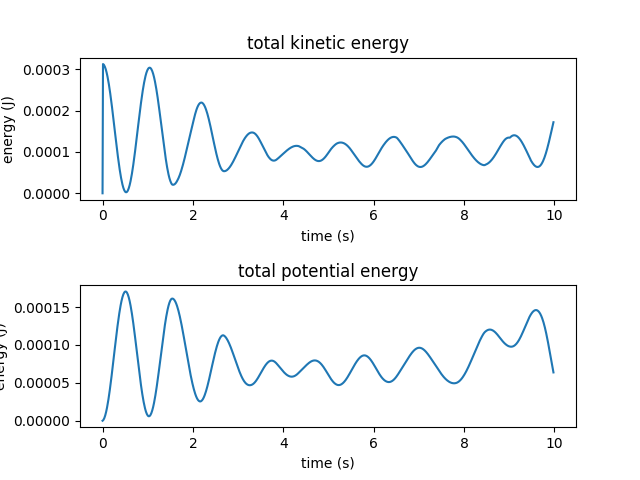 total kinetic energy
energy (J)
0.0003
0.0002
0.0001
0.0000
0 2 4 6 8 10
time (s)
total potential energy
energy (J)
0.00015
0.00010
0.00005
0.00000
0 2 4 6 8 10
time (s)